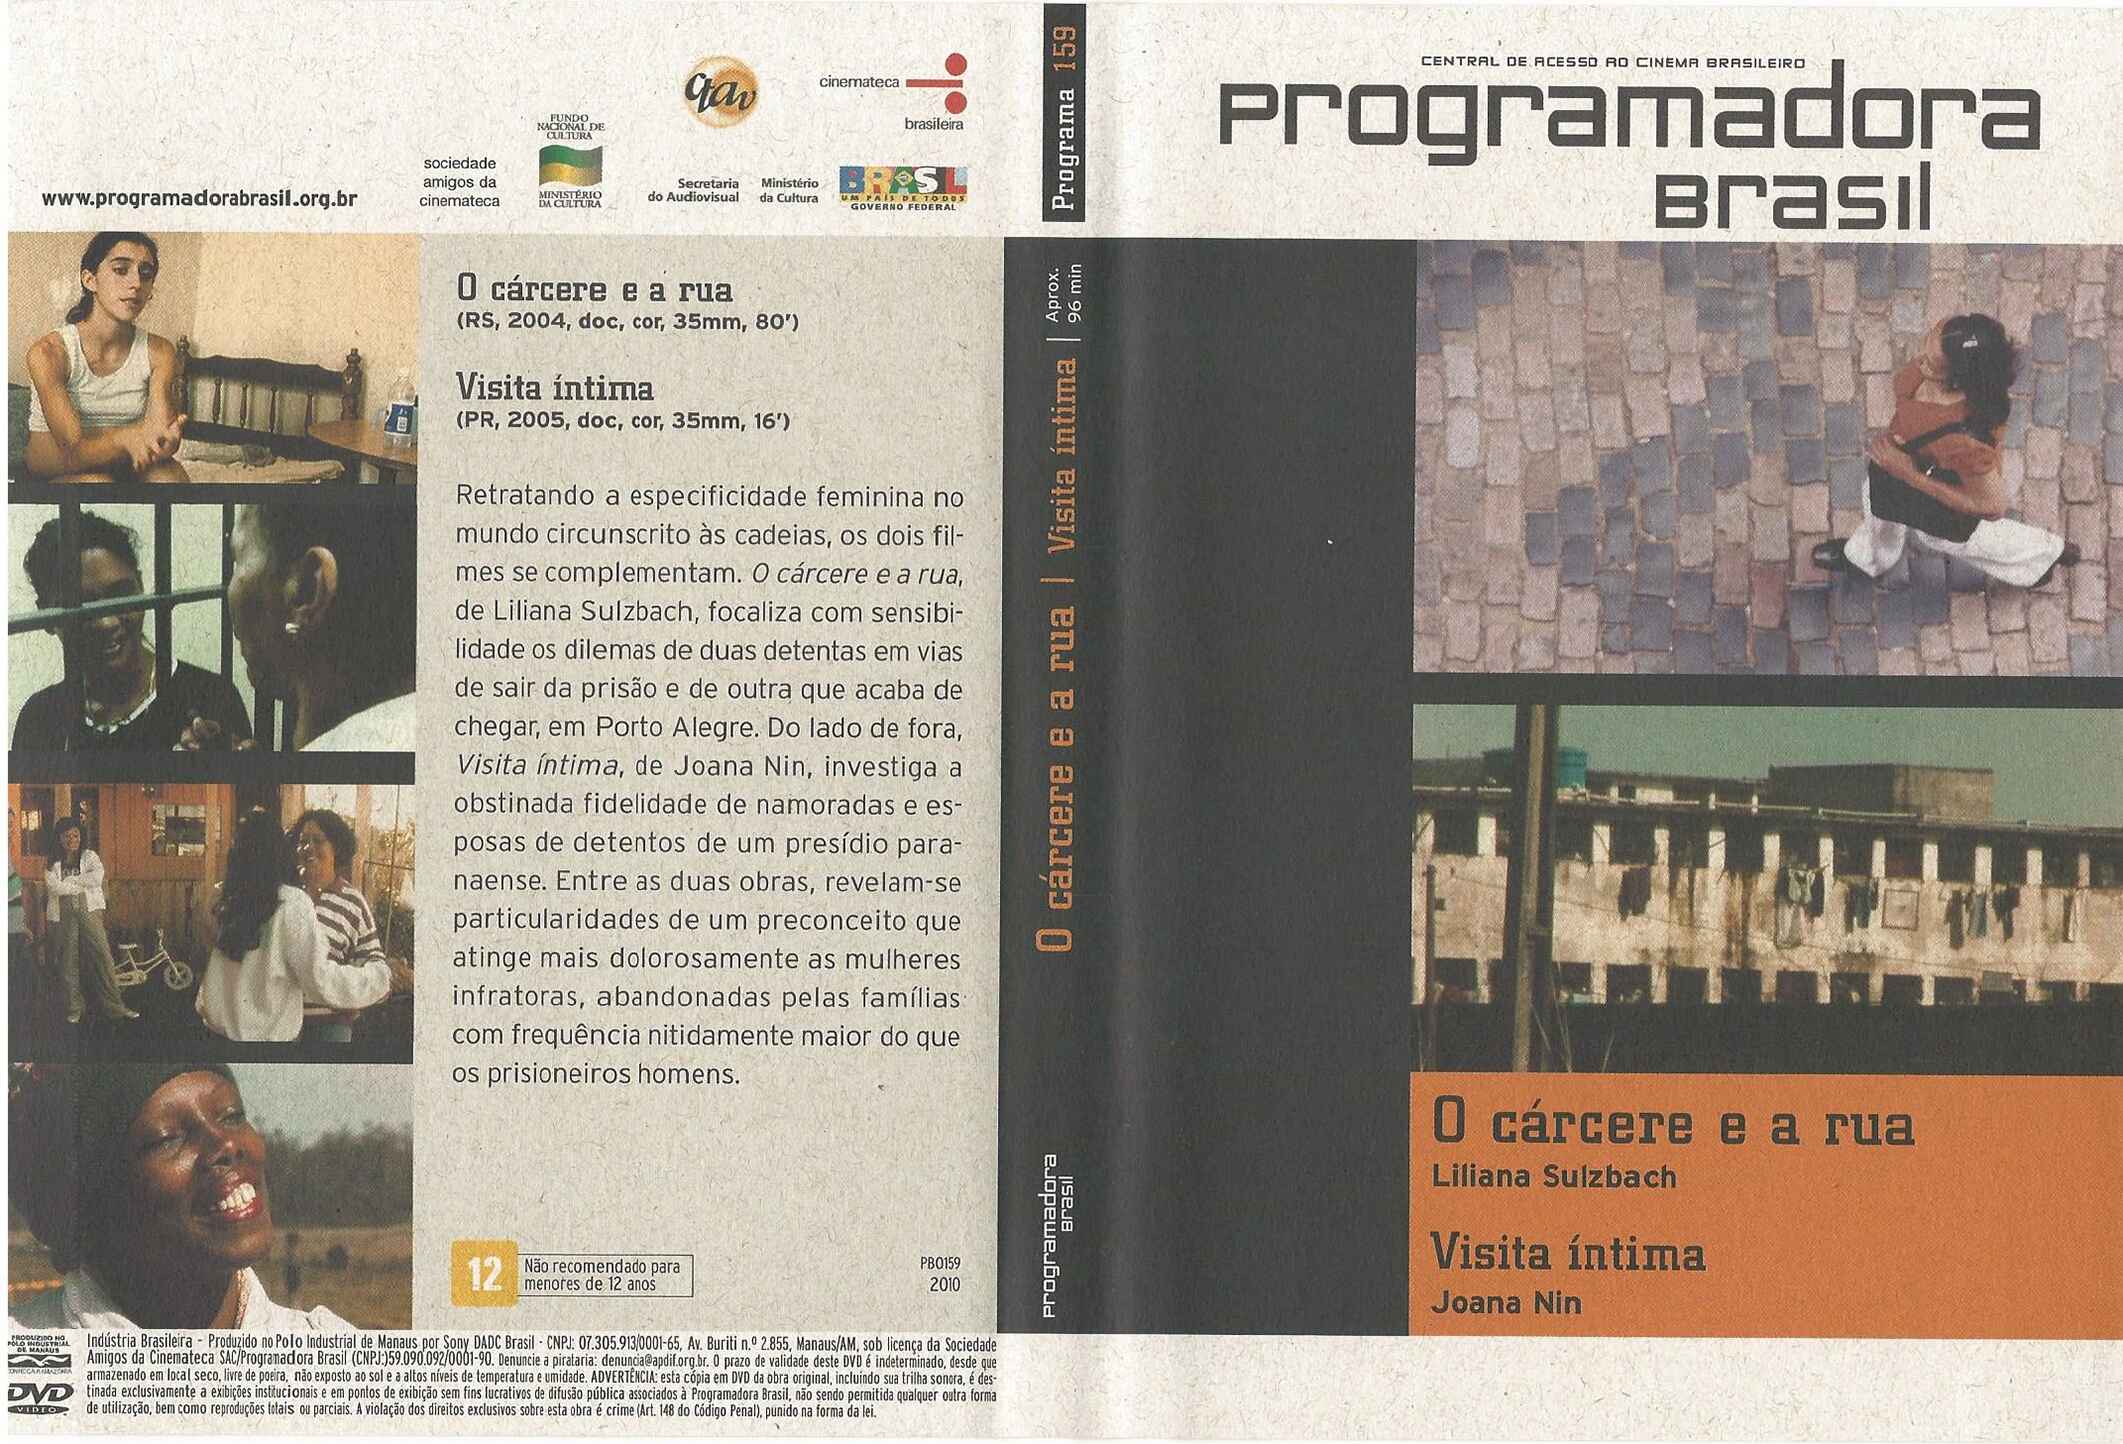 www.programadorabrasil.org.br
sociedade
amigos da
cinemateca
FUNDO
NACIONAL DE
CULTURA
MINISTÉRIO
DA CULTURA
ctav
Secretaria
do Audiovisual
Ministério
da Cultura
cinemateca
brasileira
BRASIL
UM PAÍS DE TODOS
GOVERNO FEDERAL
O cárcere e a rua
(RS, 2004, doc, cor, 35mm, 80’)
Visita íntima
(PR, 2005, doc, cor, 35mm, 16’)
Retratando a especificidade feminina no
mundo circunscrito às cadeias, os dois fil-
mes se complementam. O cárcere e a rua,
de Liliana Sulzbach, focaliza com sensibi-
lidade os dilemas de duas detentas em vias
de sair da prisão e de outra que acaba de
chegar, em Porto Alegre. Do lado de fora,
Visita íntima, de Joana Nin, investiga a
obstinada fidelidade de namoradas e es-
posas de detentos de um presídio para-
naense. Entre as duas obras, revelam-se
particularidades de um preconceito que
atinge mais dolorosamente as mulheres
infratoras, abandonadas pelas famílias
com frequência nitidamente maior do que
os prisioneiros homens.
12
Não recomendado para
menores de 12 anos
PB0159
2010
PRODUZIDO NO
PÓLO INDUSTRIAL
DE MANAUS
CONHEÇA A AMAZÔNIA
DVD
VIDEO
Indústria Brasileira - Produzido no Polo Industrial de Manaus por Sony DADC Brasil - CNPJ: 07.305.913/0001-65, Av. Buriti n.º 2.855, Manaus/AM, sob licença da Sociedade
Amigos da Cinemateca SAC/Programadora Brasil (CNPJ:)59.090.092/0001-90. Denuncie a pirataria: denuncia@apdif.org.br. O prazo de validade deste DVD é indeterminado, desde que
armazenado em local seco, livre de poeira, não exposto ao sol e a altos níveis de temperatura e umidade. ADVERTÊNCIA: esta cópia em DVD da obra original, incluindo sua trilha sonora, é des-
tinada exclusivamente a exibições institucionais e em pontos de exibição sem fins lucrativos de difusão pública associados à Programadora Brasil, não sendo permitida qualquer outra forma
de utilização, bem como reproduções totais ou parciais. A violação dos direitos exclusivos sobre esta obra é crime (Art. 148 do Código Penal), punido na forma da lei.
Programa 159
O cárcere e a rua | Visita íntima | Aprox.
96 min
programadora
Brasil
CENTRAL DE ACESSO AO CINEMA BRASILEIRO
programadora
Brasil
O cárcere e a rua
Liliana Sulzbach
Visita íntima
Joana Nin